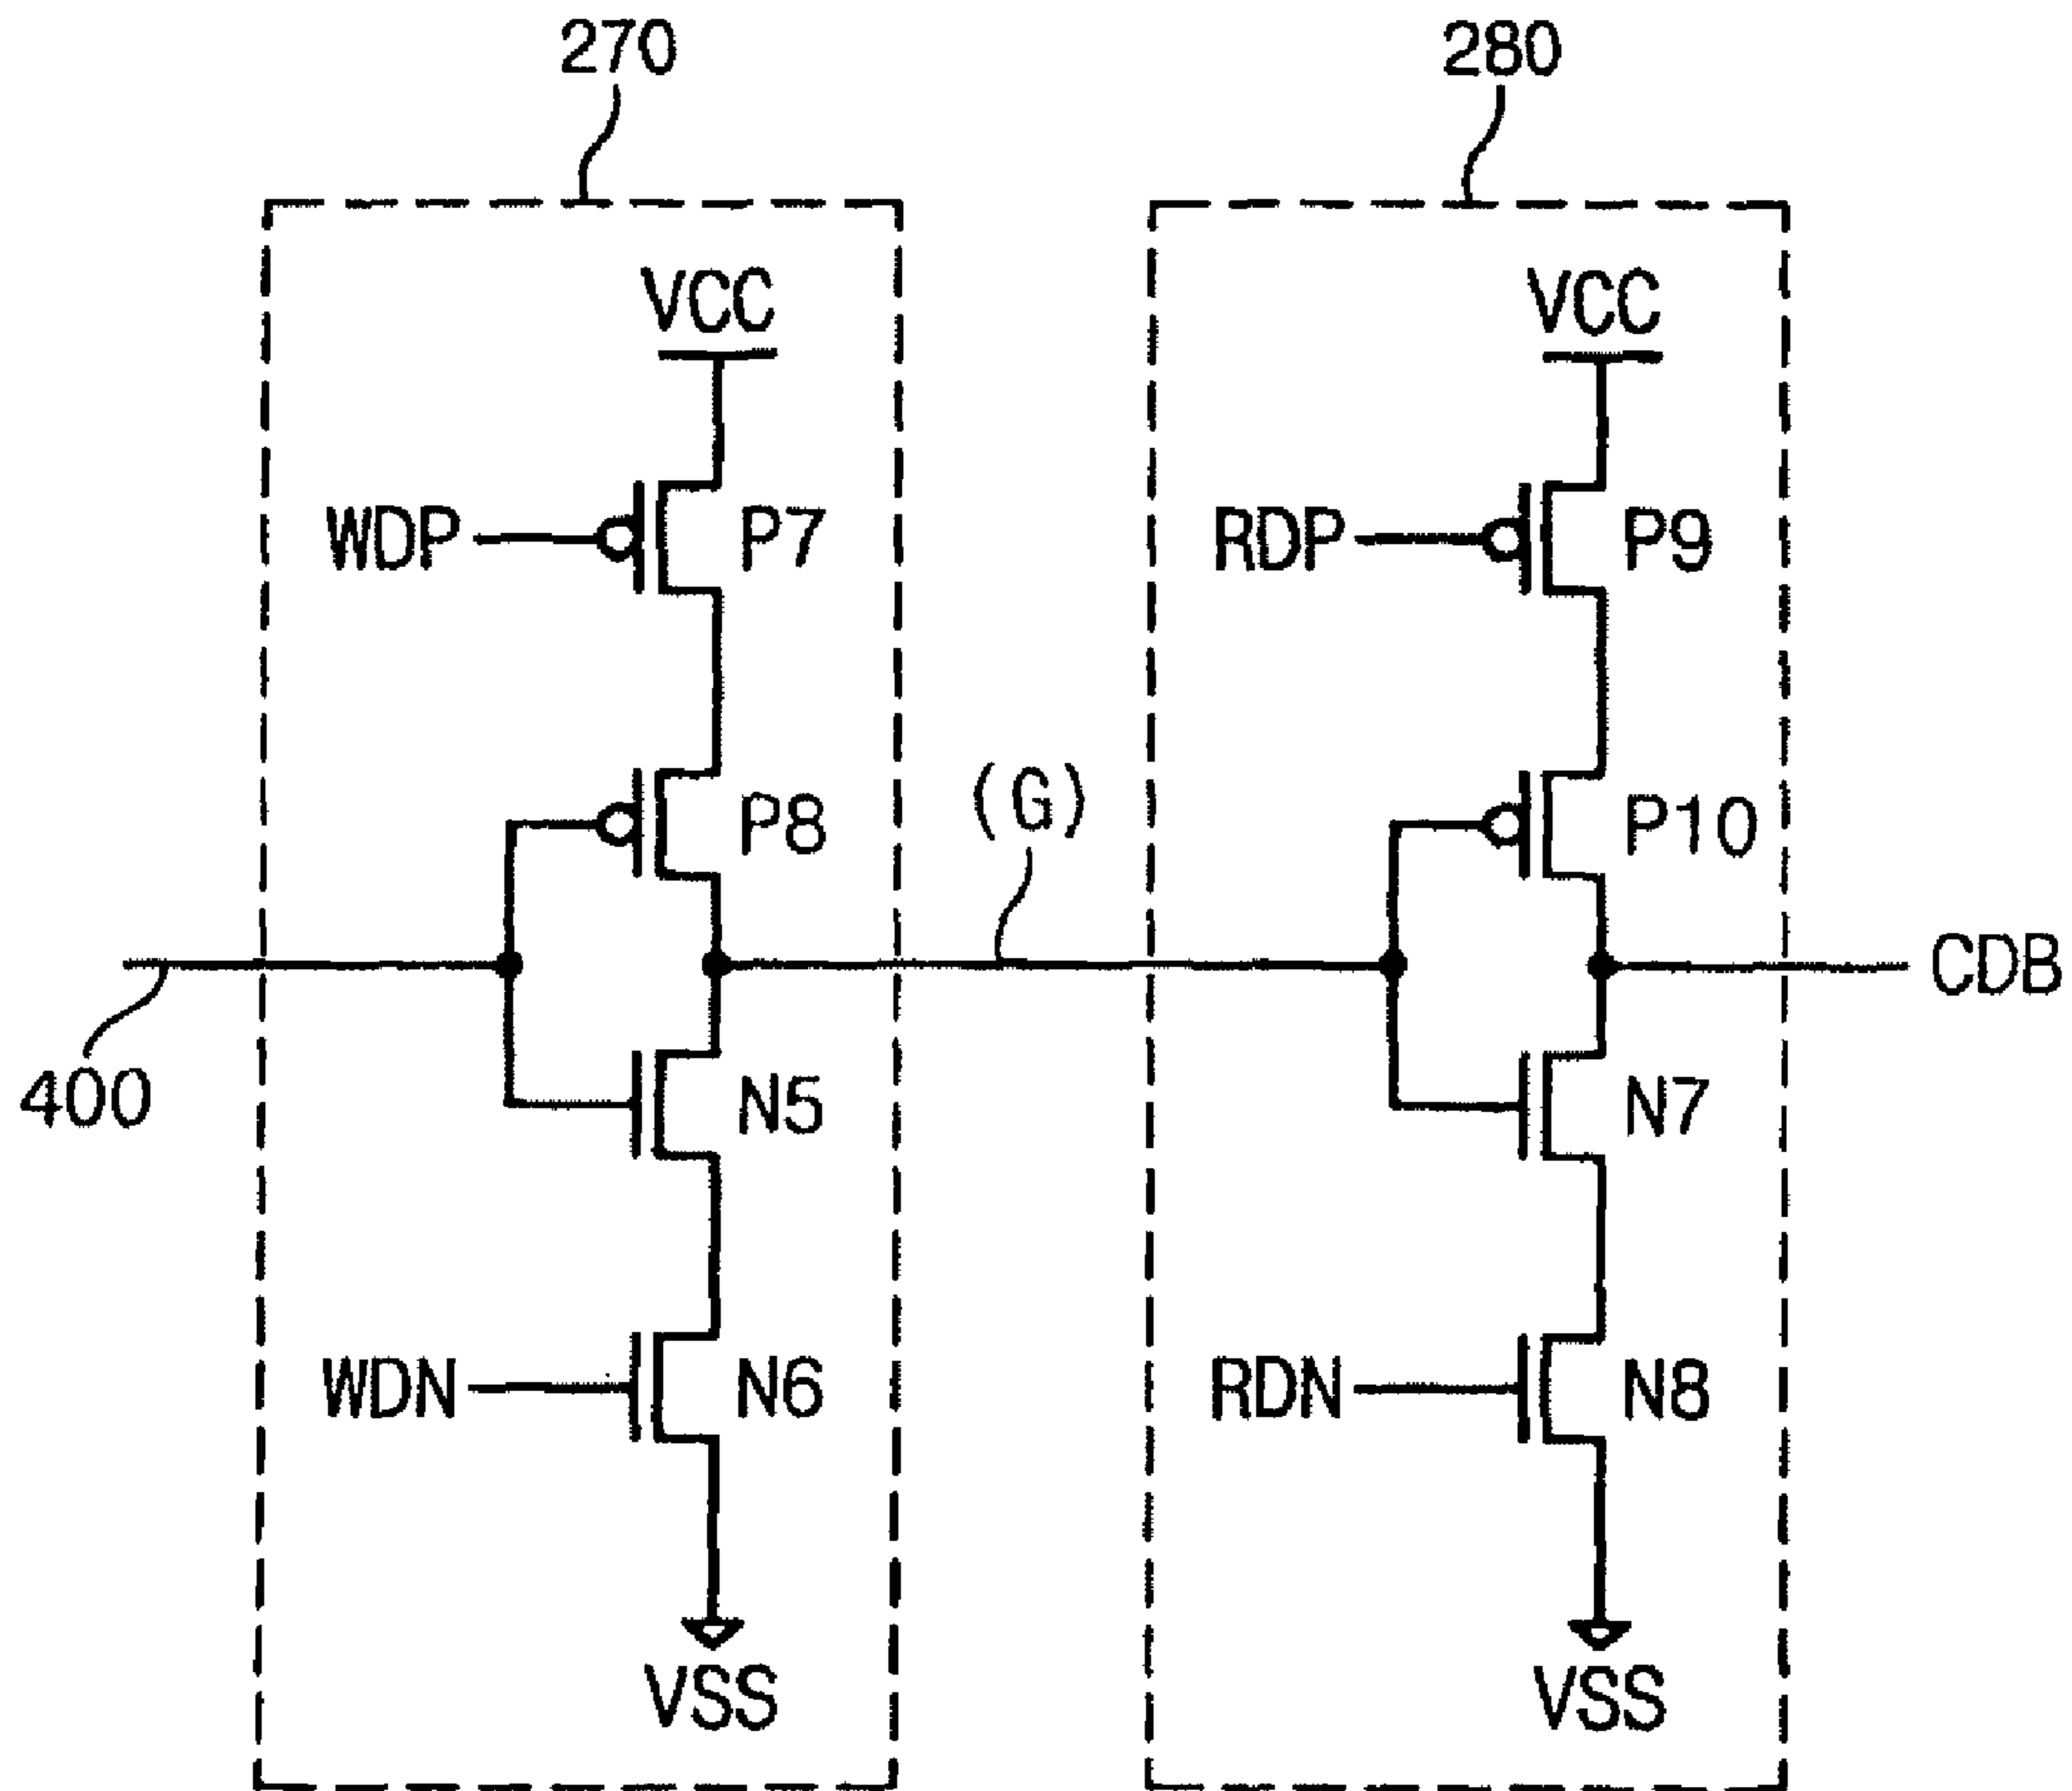 270 280
VCC VCC
WDP P7 RDP P9
P8 (G) P10
CDB
400 N5 N7
WDN N6 RDN N8
VSS VSS